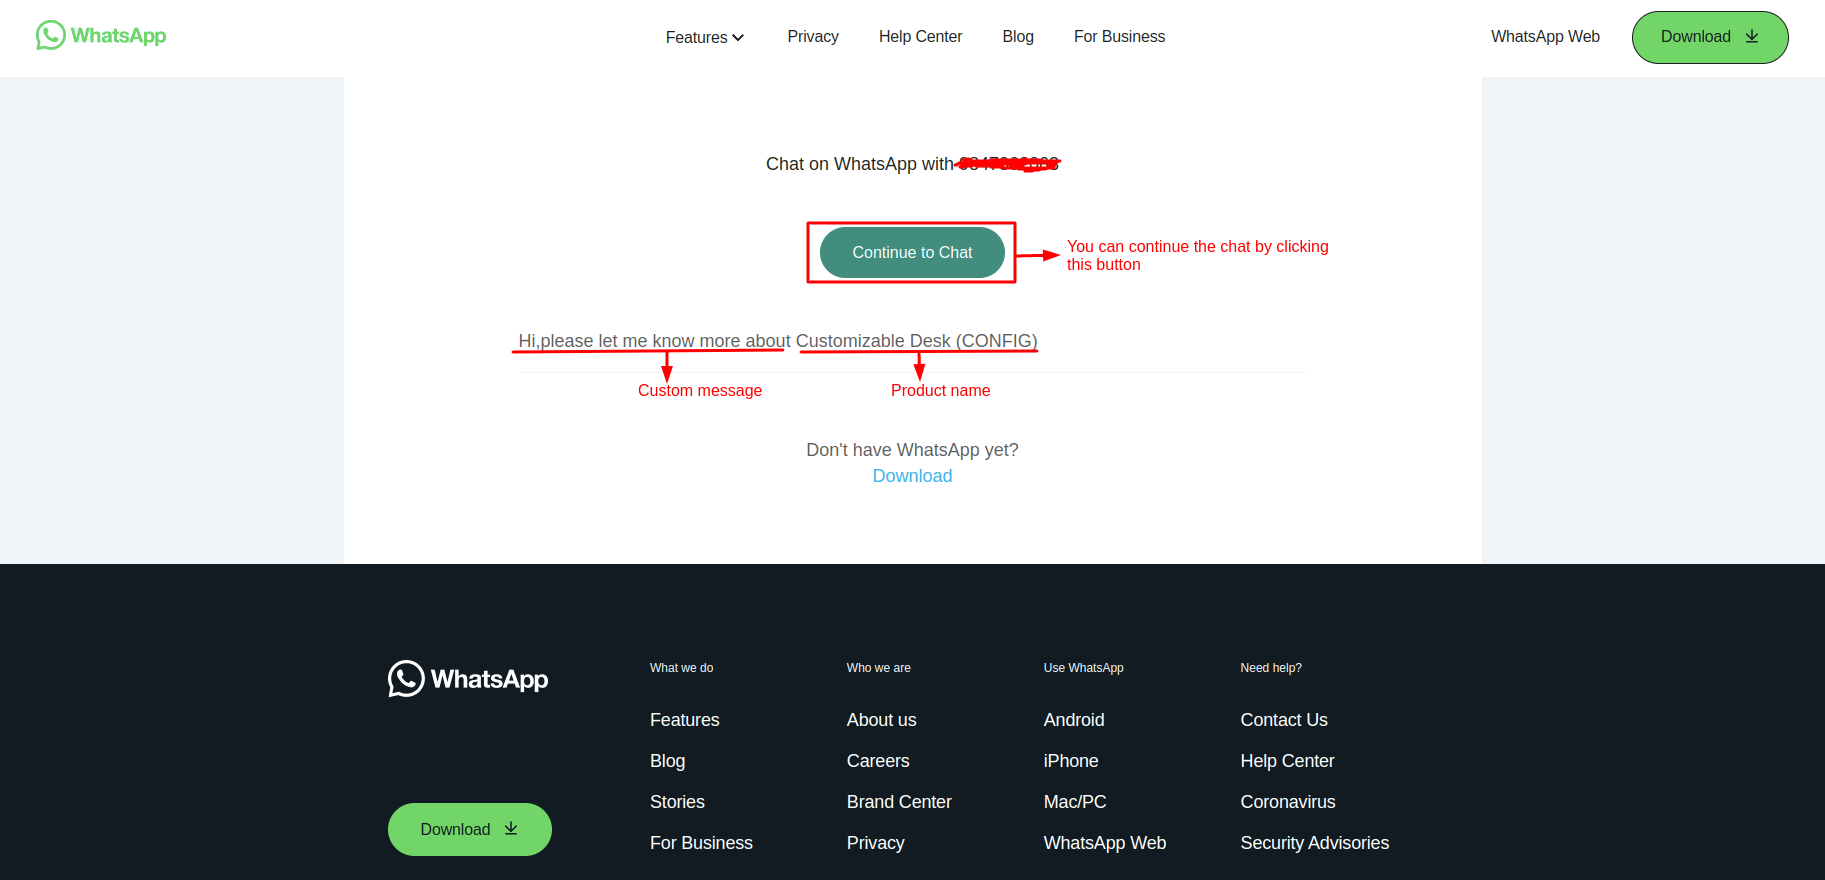 WhatsApp
Features
Privacy
Help Center
Blog
For Business
WhatsApp Web
Download
Chat on WhatsApp with
Continue to Chat
You can continue the chat by clicking
this button
Hi,please let me know more about Customizable Desk (CONFIG)
Custom message
Product name
Don't have WhatsApp yet?
Download
WhatsApp
Download
What we do
Features
Blog
Stories
For Business
Who we are
About us
Careers
Brand Center
Privacy
Use WhatsApp
Android
iPhone
Mac/PC
WhatsApp Web
Need help?
Contact Us
Help Center
Coronavirus
Security Advisories